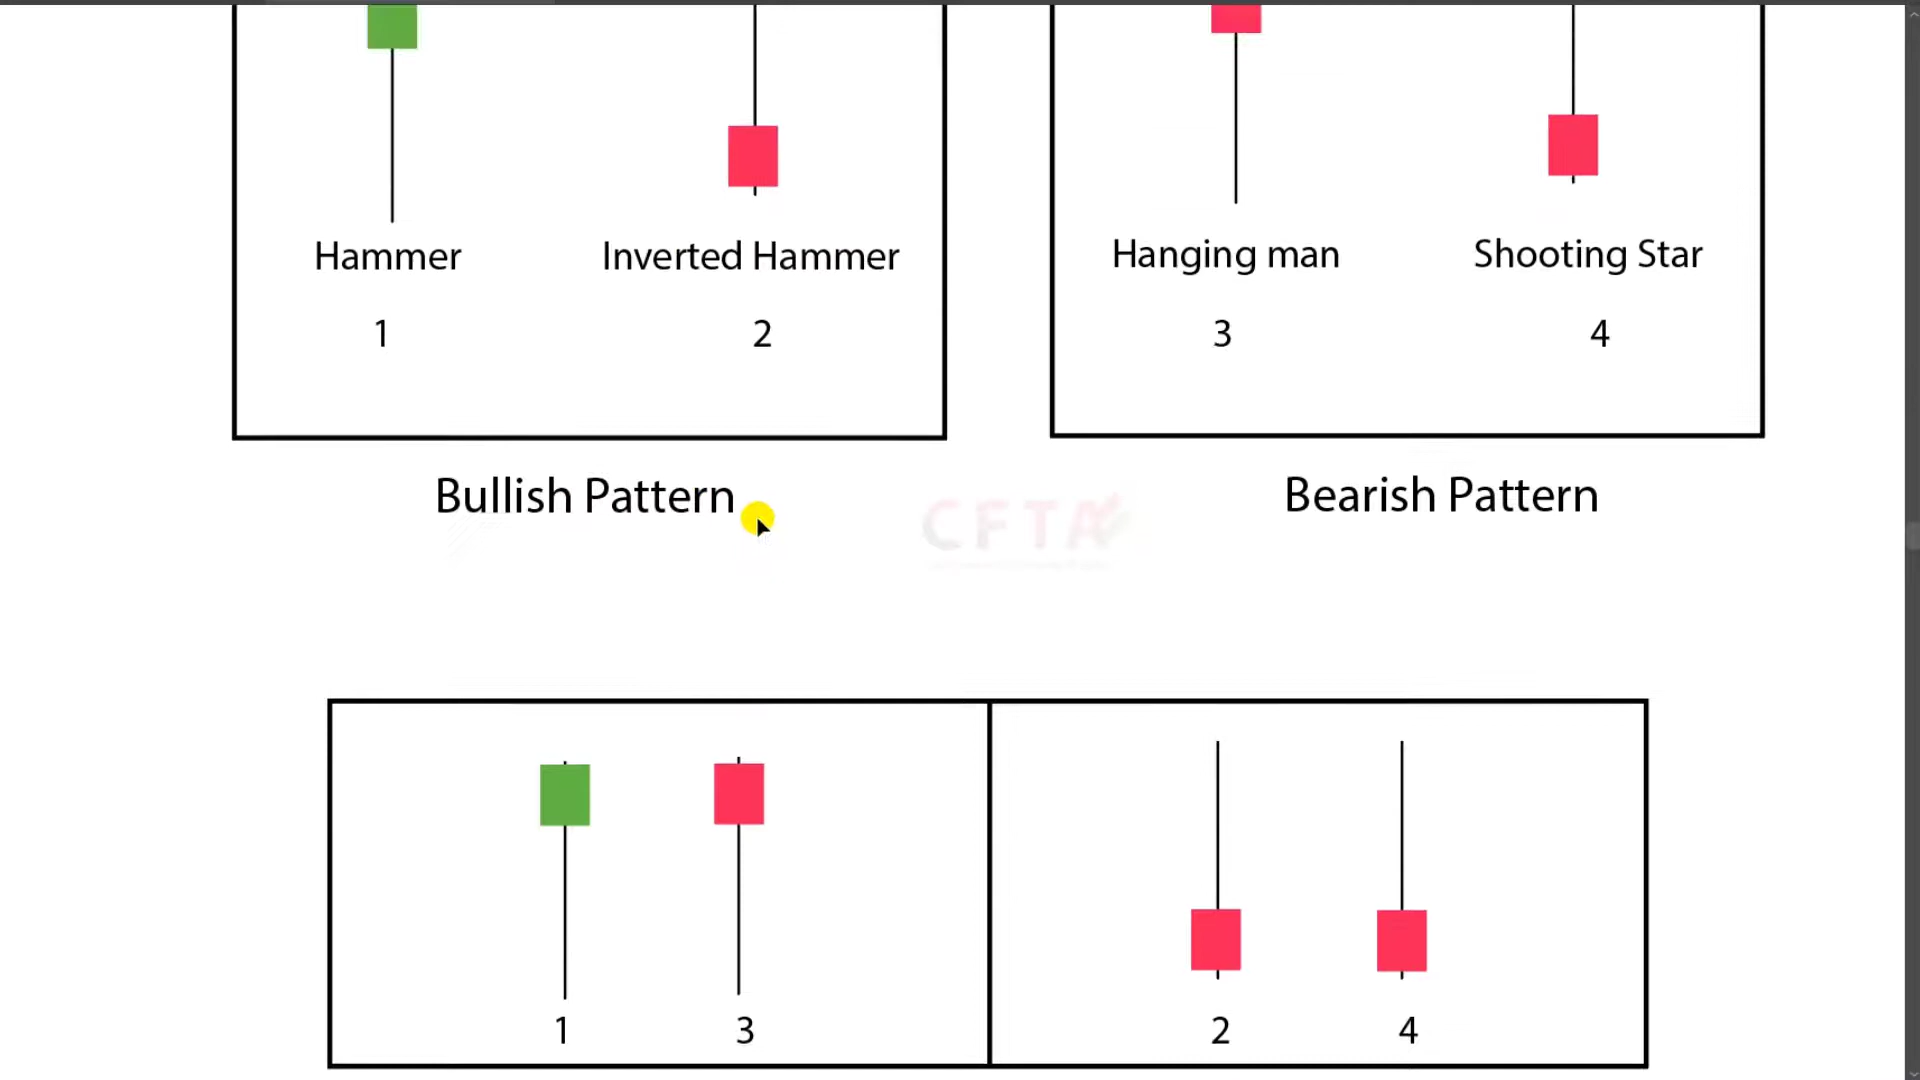 Hammer
Inverted Hammer
1
2
Hanging man
Shooting Star
3
4
Bullish Pattern
Bearish Pattern
CFTA
1
3
2
4